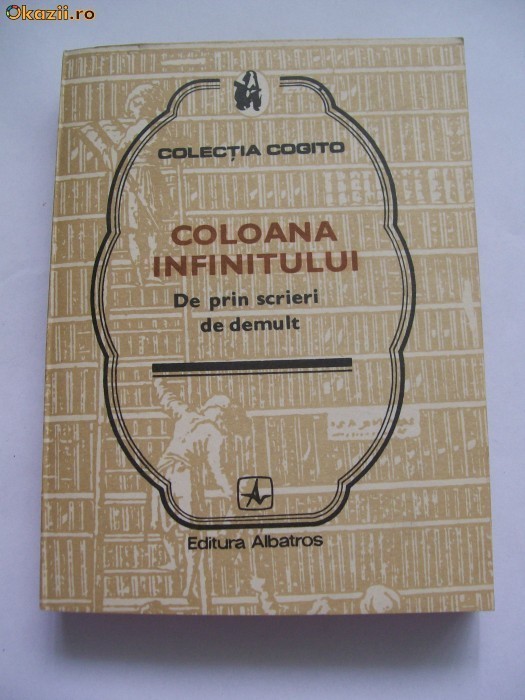 Okazii.ro
COLECȚIA COGITO
COLOANA
INFINITULUI
De prin scrieri
de demult
Editura Albatros